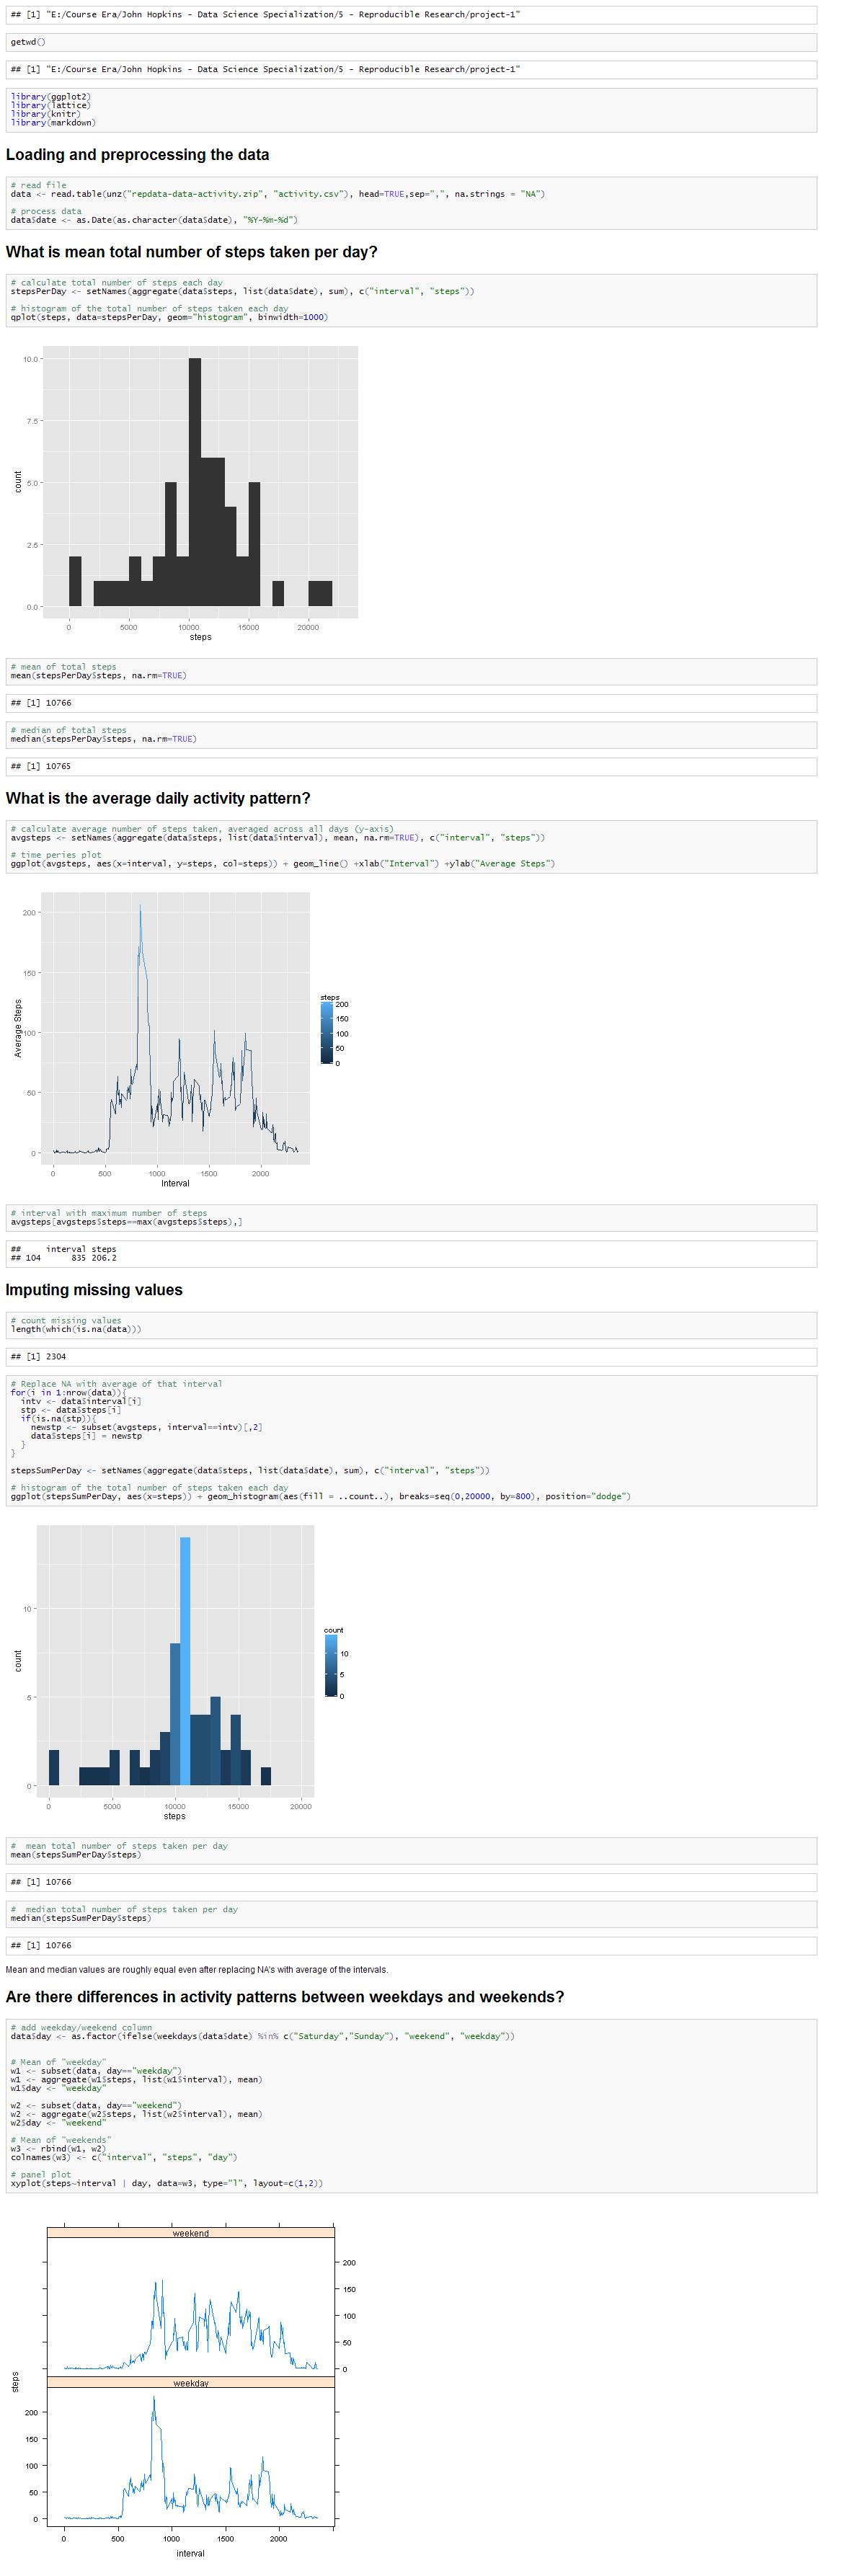 ## [1] "E:/Course Era/John Hopkins - Data Science Specialization/5 - Reproducible Research/project-1"
getwd()
## [1] "E:/Course Era/John Hopkins - Data Science Specialization/5 - Reproducible Research/project-1"
library(ggplot2)
library(lattice)
library(knitr)
library(markdown)
Loading and preprocessing the data
# read file
data <- read.table(unz("repdata-data-activity.zip", "activity.csv"), head=TRUE,sep=",", na.strings = "NA")
# process data
data$date <- as.Date(as.character(data$date), "%Y-%m-%d")
What is mean total number of steps taken per day?
# calculate total number of steps each day
stepsPerDay <- setNames(aggregate(data$steps, list(data$date), sum), c("interval", "steps"))
# histogram of the total number of steps taken each day
qplot(steps, data=stepsPerDay, geom="histogram", binwidth=1000)
10.0
7.5
5.0
2.5
0.0
count
0 5000 10000 15000 20000
steps
# mean of total steps
mean(stepsPerDay$steps, na.rm=TRUE)
## [1] 10766
# median of total steps
median(stepsPerDay$steps, na.rm=TRUE)
## [1] 10765
What is the average daily activity pattern?
# calculate average number of steps taken, averaged across all days (y-axis)
avgsteps <- setNames(aggregate(data$steps, list(data$interval), mean, na.rm=TRUE), c("interval", "steps"))
# time peries plot
ggplot(avgsteps, aes(x=interval, y=steps, col=steps)) + geom_line() +xlab("Interval") +ylab("Average Steps")
200
150
100
50
0
Average Steps
0 500 1000 1500 2000
Interval
steps
200
150
100
50
0
# interval with maximum number of steps
avgsteps[avgsteps$steps==max(avgsteps$steps),]
##     interval steps
## 104      835 206.2
Imputing missing values
# count missing values
length(which(is.na(data)))
## [1] 2304
# Replace NA with average of that interval
for(i in 1:nrow(data)){
  intv <- data$interval[i]
  stp <- data$steps[i]
  if(is.na(stp)){
    newstp <- subset(avgsteps, interval==intv)[,2]
    data$steps[i] = newstp
  }
}
stepsSumPerDay <- setNames(aggregate(data$steps, list(data$date), sum), c("interval", "steps"))
# histogram of the total number of steps taken each day
ggplot(stepsSumPerDay, aes(x=steps)) + geom_histogram(aes(fill = ..count..), breaks=seq(0,20000, by=800), position="dodge")
10
5
0
count
0 5000 10000 15000 20000
steps
count
10
5
0
#  mean total number of steps taken per day
mean(stepsSumPerDay$steps)
## [1] 10766
#  median total number of steps taken per day
median(stepsSumPerDay$steps)
## [1] 10766
Mean and median values are roughly equal even after replacing NA's with average of the intervals.
Are there differences in activity patterns between weekdays and weekends?
# add weekday/weekend column
data$day <- as.factor(ifelse(weekdays(data$date) %in% c("Saturday","Sunday"), "weekend", "weekday"))
# Mean of "weekday"
w1 <- subset(data, day=="weekday")
w1 <- aggregate(w1$steps, list(w1$interval), mean)
w1$day <- "weekday"
w2 <- subset(data, day=="weekend")
w2 <- aggregate(w2$steps, list(w2$interval), mean)
w2$day <- "weekend"
# Mean of "weekends"
w3 <- rbind(w1, w2)
colnames(w3) <- c("interval", "steps", "day")
# panel plot
xyplot(steps~interval | day, data=w3, type="l", layout=c(1,2))
weekend
200
150
100
50
0
steps
weekday
200
150
100
50
0
0 500 1000 1500 2000
interval